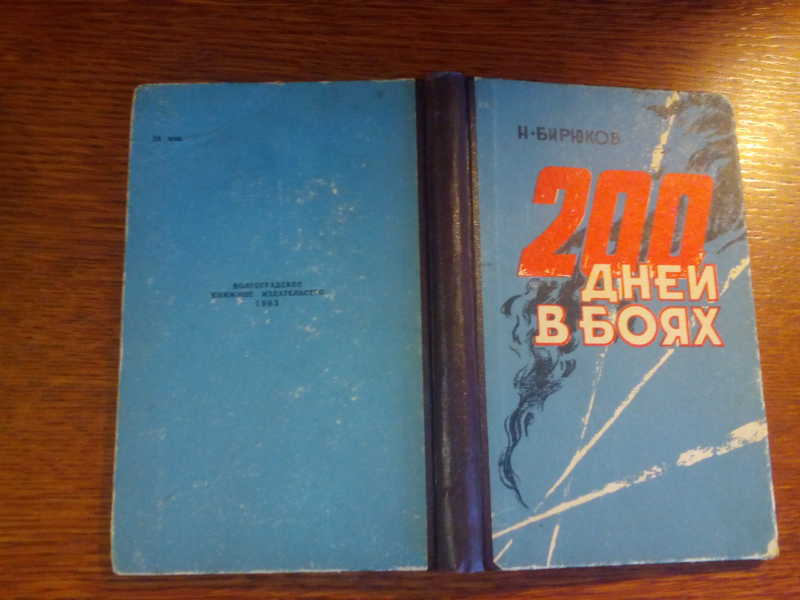 Н·БИРЮКОВ
200
ДНЕЙ
В БОЯХ
ВОЛГОГРАДСКОЕ
КНИЖНОЕ ИЗДАТЕЛЬСТВО
1963